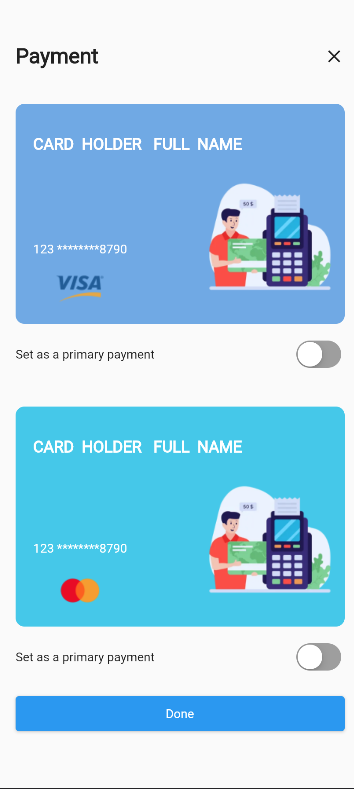 Payment
CARD HOLDER FULL NAME
50 $
123 ********8790
VISA
Set as a primary payment
CARD HOLDER FULL NAME
50 $
123 ********8790
Set as a primary payment
Done